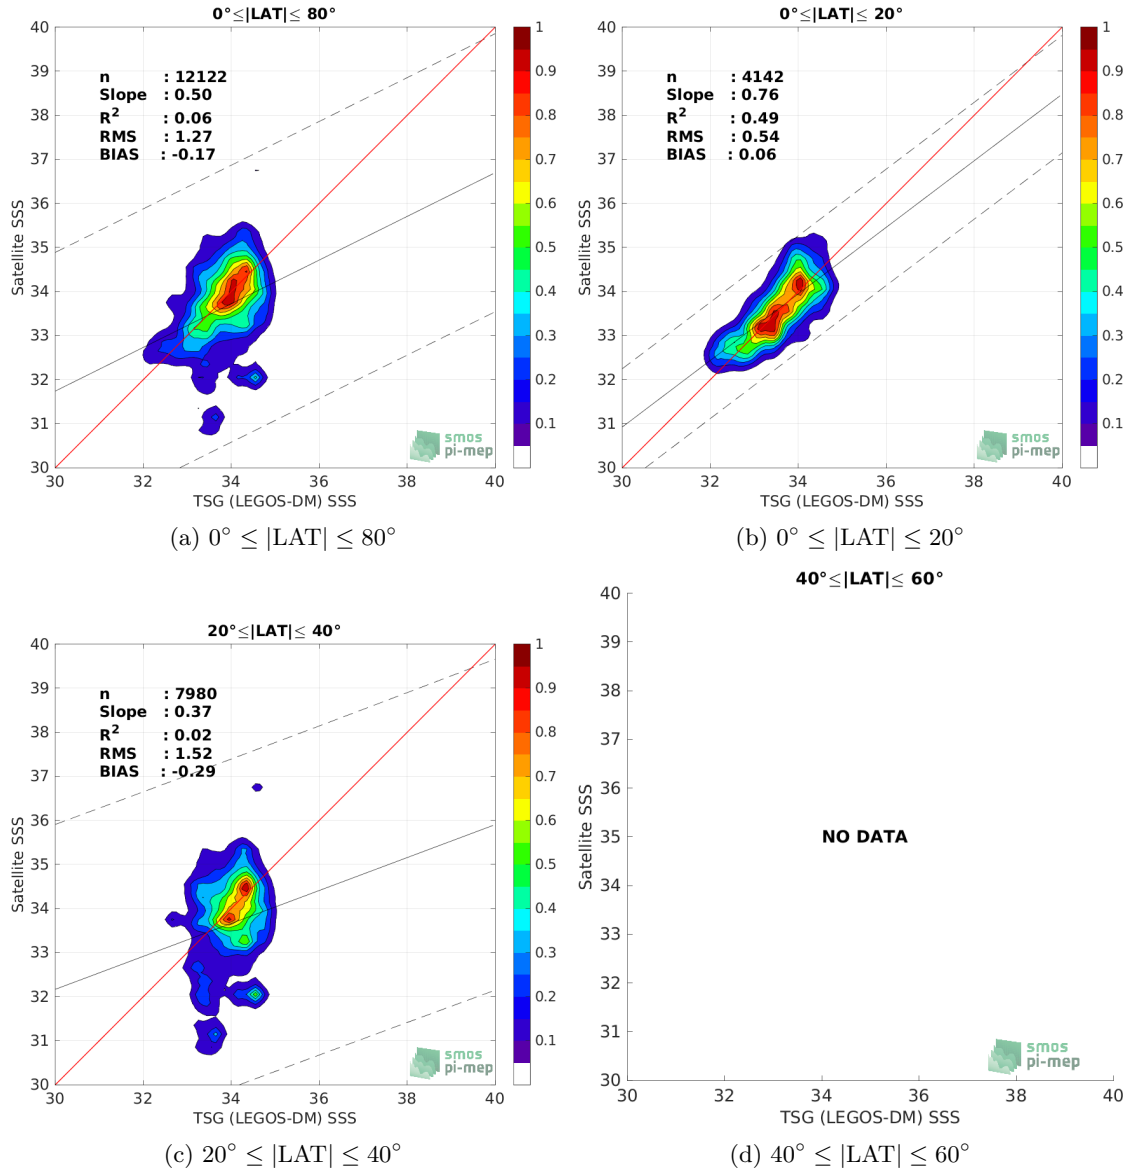 0°≤|LAT|≤ 80°
40
39
38
37
36
35
34
33
32
31
30
Satellite SSS
n : 12122
Slope : 0.50
R² : 0.06
RMS : 1.27
BIAS : -0.17
smos
pi-mep
30 32 34 36 38 40
TSG (LEGOS-DM) SSS
1
0.9
0.8
0.7
0.6
0.5
0.4
0.3
0.2
0.1
(a) 0° ≤ |LAT| ≤ 80°
0°≤|LAT|≤ 20°
40
39
38
37
36
35
34
33
32
31
30
Satellite SSS
n : 4142
Slope : 0.76
R² : 0.49
RMS : 0.54
BIAS : 0.06
smos
pi-mep
30 32 34 36 38 40
TSG (LEGOS-DM) SSS
1
0.9
0.8
0.7
0.6
0.5
0.4
0.3
0.2
0.1
(b) 0° ≤ |LAT| ≤ 20°
20°≤|LAT|≤ 40°
40
39
38
37
36
35
34
33
32
31
30
Satellite SSS
n : 7980
Slope : 0.37
R² : 0.02
RMS : 1.52
BIAS : -0.29
smos
pi-mep
30 32 34 36 38 40
TSG (LEGOS-DM) SSS
1
0.9
0.8
0.7
0.6
0.5
0.4
0.3
0.2
0.1
(c) 20° ≤ |LAT| ≤ 40°
40°≤|LAT|≤ 60°
40
39
38
37
36
35
34
33
32
31
30
Satellite SSS
NO DATA
smos
pi-mep
30 32 34 36 38 40
TSG (LEGOS-DM) SSS
(d) 40° ≤ |LAT| ≤ 60°